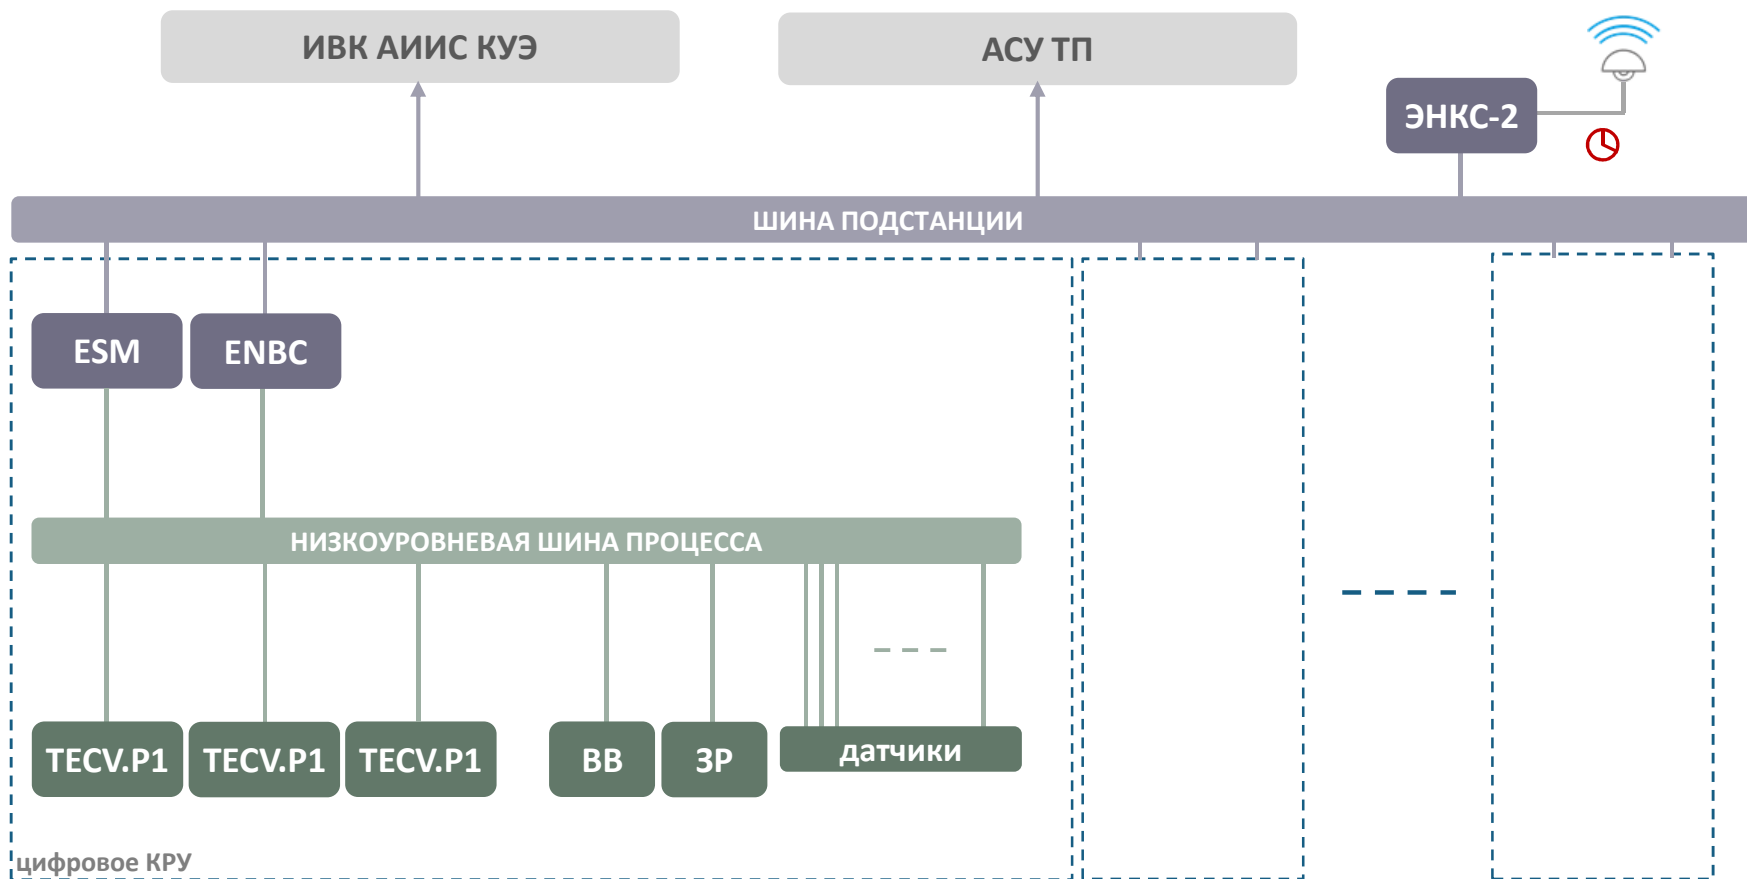 ИВК АИИС КУЭ
АСУ ТП
ЭНКС-2
ШИНА ПОДСТАНЦИИ
ESM
ENBC
НИЗКОУРОВНЕВАЯ ШИНА ПРОЦЕССА
TECV.P1
TECV.P1
TECV.P1
ВВ
ЗР
датчики
цифровое КРУ